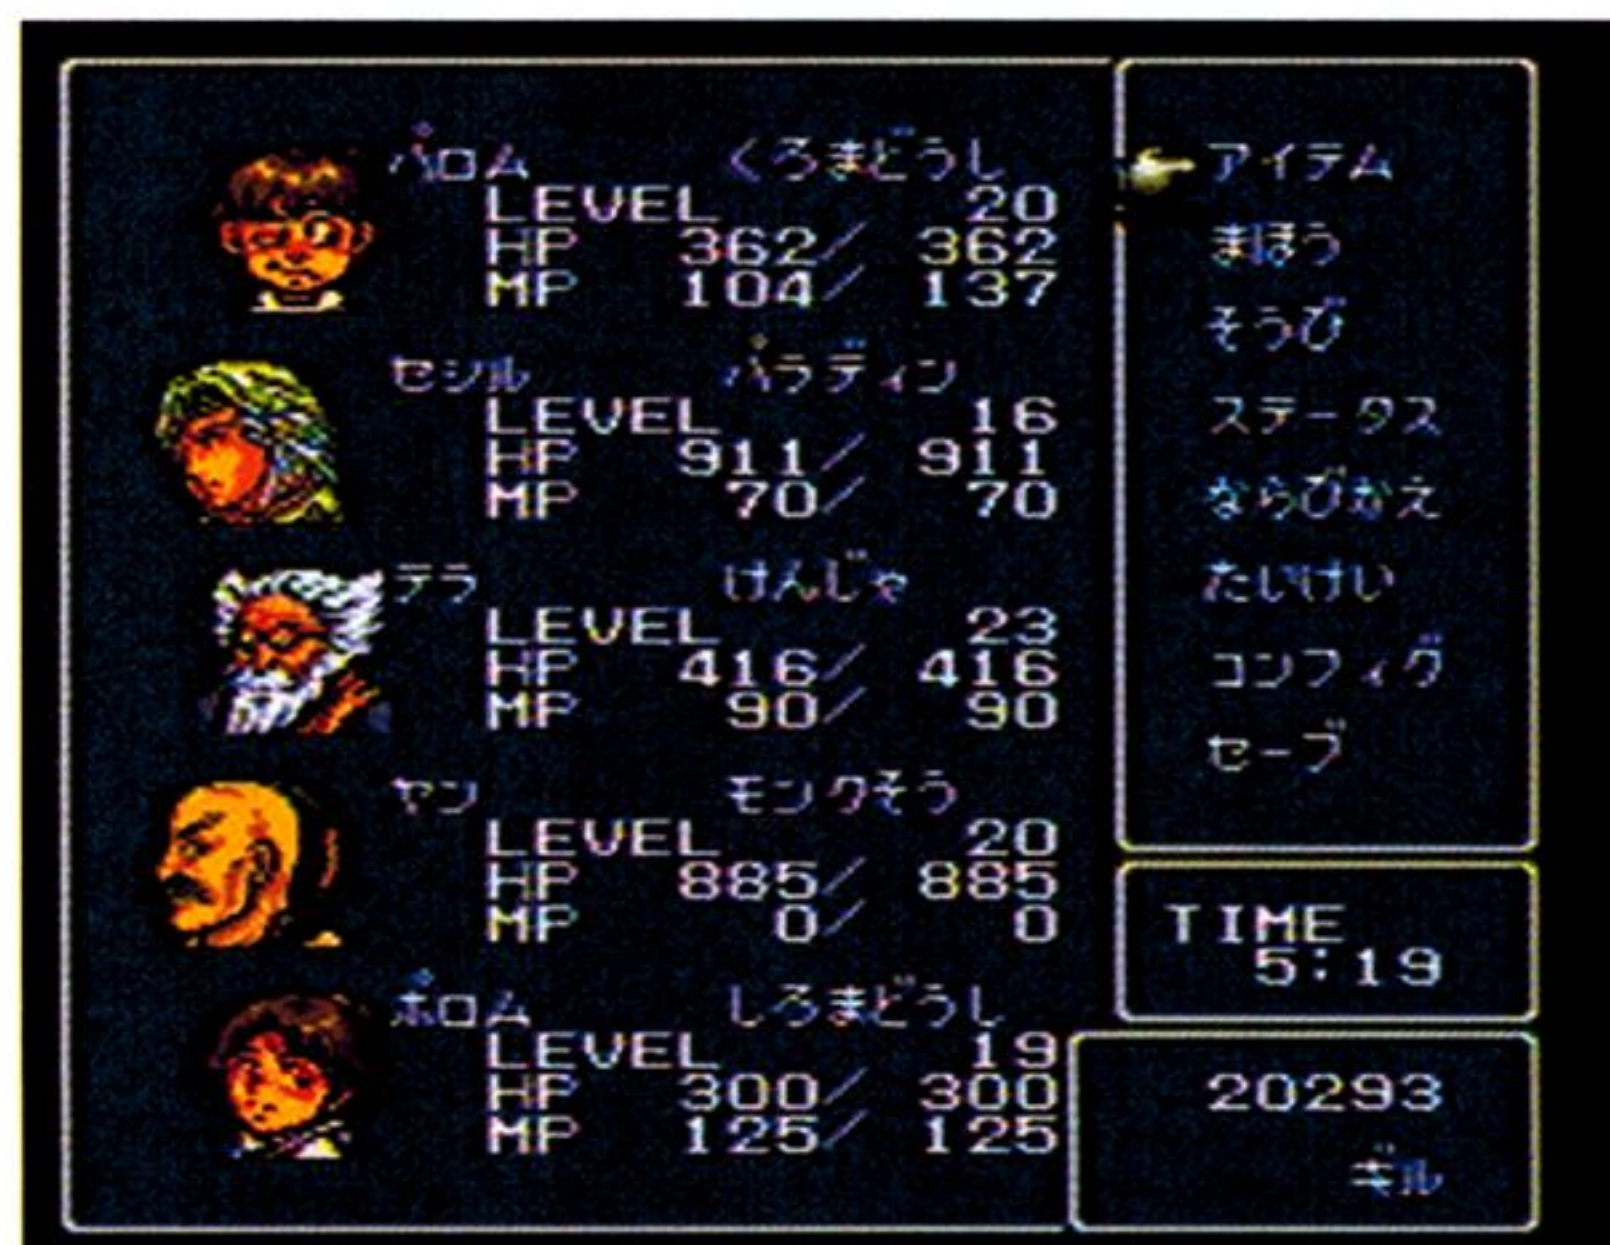 パロム くろまどうし
LEVEL 20
HP 362/ 362
MP 104/ 137
セシル パラディン
LEVEL 16
HP 911/ 911
MP 70/ 70
テラ けんじゃ
LEVEL 23
HP 416/ 416
MP 90/ 90
ヤン モンクそう
LEVEL 20
HP 885/ 885
MP 0/ 0
ポロム しろまどうし
LEVEL 19
HP 300/ 300
MP 125/ 125
アイテム
まほう
そうび
ステータス
ならびかえ
たいけい
コンフィグ
セーブ
TIME
5:19
20293
ギル